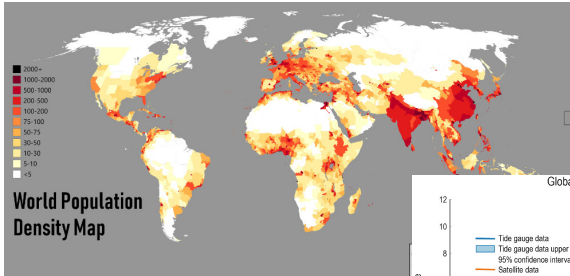 2000+
1000-2000
500-1000
200-500
100-200
75-100
50-75
30-50
10-30
5-10
<5
World Population
Density Map
Globa
12
10
8
Tide gauge data
Tide gauge data upper
95% confidence interva
Satellite data